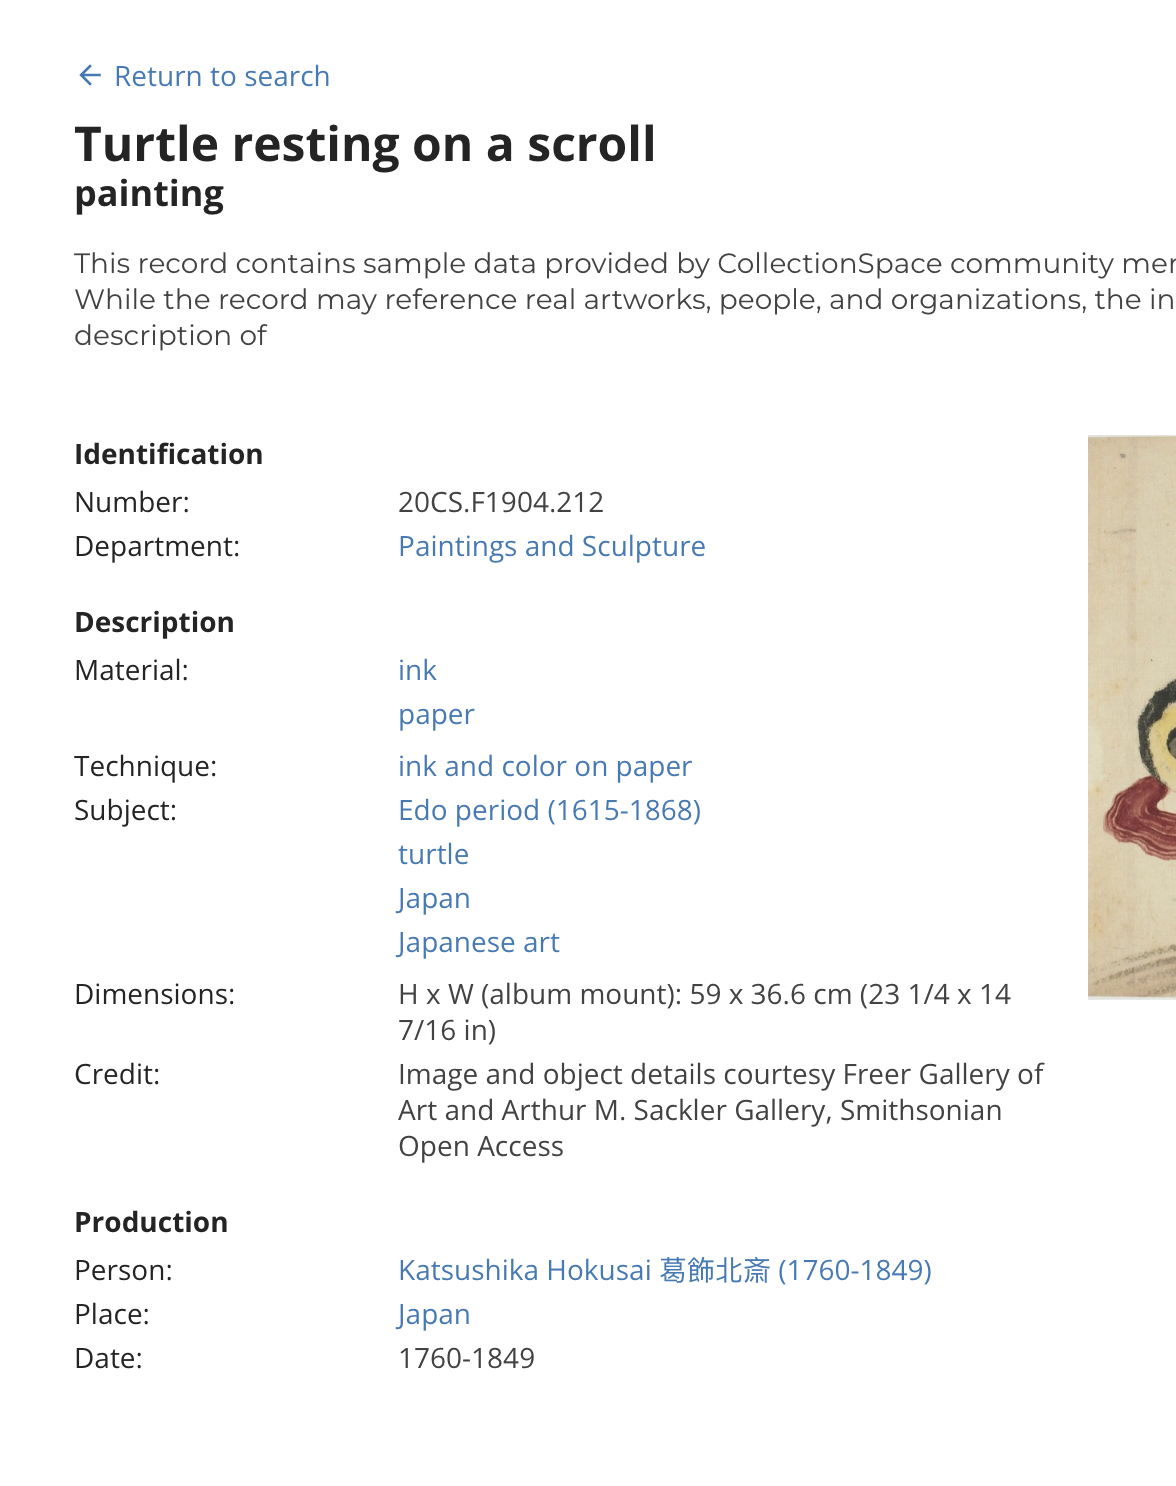 ← Return to search
Turtle resting on a scroll
painting
This record contains sample data provided by CollectionSpace community
While the record may reference real artworks, people, and organizations, the
description of
Identification
Number: 20CS.F1904.212
Department: Paintings and Sculpture
Description
Material: ink
paper
Technique: ink and color on paper
Subject: Edo period (1615-1868)
turtle
Japan
Japanese art
Dimensions: H x W (album mount): 59 x 36.6 cm (23 1/4 x 14
7/16 in)
Credit: Image and object details courtesy Freer Gallery of
Art and Arthur M. Sackler Gallery, Smithsonian
Open Access
Production
Person: Katsushika Hokusai 葛飾北斎 (1760-1849)
Place: Japan
Date: 1760-1849